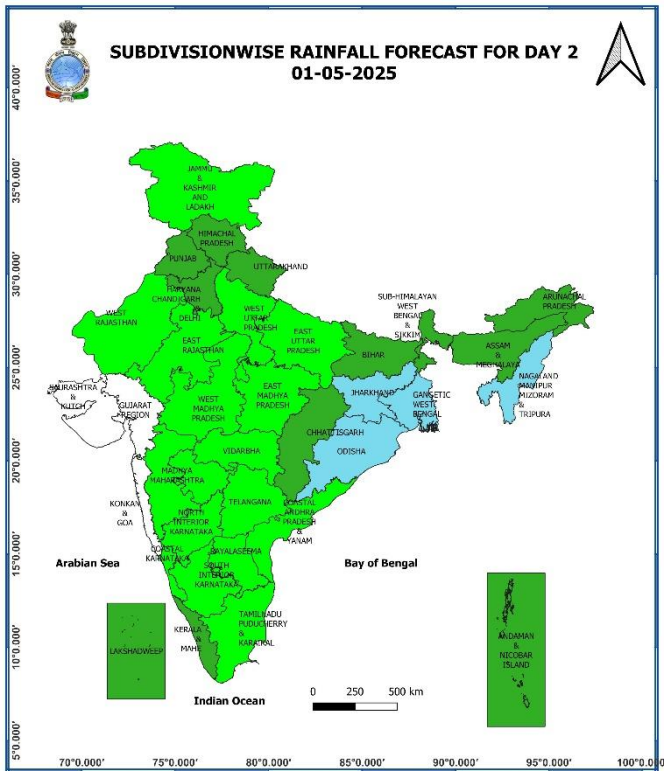 SUBDIVISIONWISE RAINFALL FORECAST FOR DAY 2
01-05-2025
40°0.000'
35°0.000'
30°0.000'
25°0.000'
20°0.000'
15°0.000'
10°0.000'
5°0.000'
JAMMU
&
KASHMIR
AND
LADAKH
HIMACHAL
PRADESH
PUNJAB
UTTARAKHAND
HARYANA
CHANDIGARH
&
DELHI
WEST
RAJASTHAN
WEST
UTTAR
PRADESH
EAST
RAJASTHAN
EAST
UTTAR
PRADESH
SUB-HIMALAYAN
WEST
BENGAL
&
SIKKIM
ARUNACHAL
PRADESH
BIHAR
ASSAM
&
MEGHALAYA
NAGALAND
MANIPUR
MIZORAM
&
TRIPURA
SAURASHTRA
&
KUTCH
GUJARAT
REGION
WEST
MADHYA
PRADESH
EAST
MADHYA
PRADESH
JHARKHAND
GANGETIC
WEST
BENGAL
CHHATTISGARH
ODISHA
VIDARBHA
MADHYA
MAHARASHTRA
KONKAN
&
GOA
TELANGANA
NORTH
INTERIOR
KARNATAKA
COASTAL
ANDHRA
PRADESH
&
YANAM
COASTAL
KARNATAKA
RAYALASEEMA
SOUTH
INTERIOR
KARNATAKA
Arabian Sea
Bay of Bengal
TAMILNADU
PUDUCHERRY
&
KARAIKAL
KERALA
&
MAHE
LAKSHADWEEP
ANDAMAN
&
NICOBAR
ISLAND
Indian Ocean
0 250 500 km
70°0.000' 75°0.000' 80°0.000' 85°0.000' 90°0.000' 95°0.000' 100°0.000'